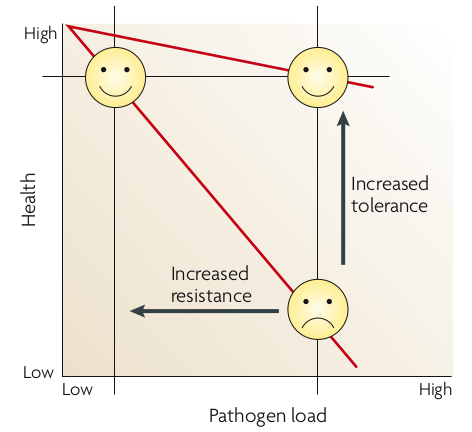 High
Health
Increased
tolerance
Increased
resistance
Low
Low
High
Pathogen load